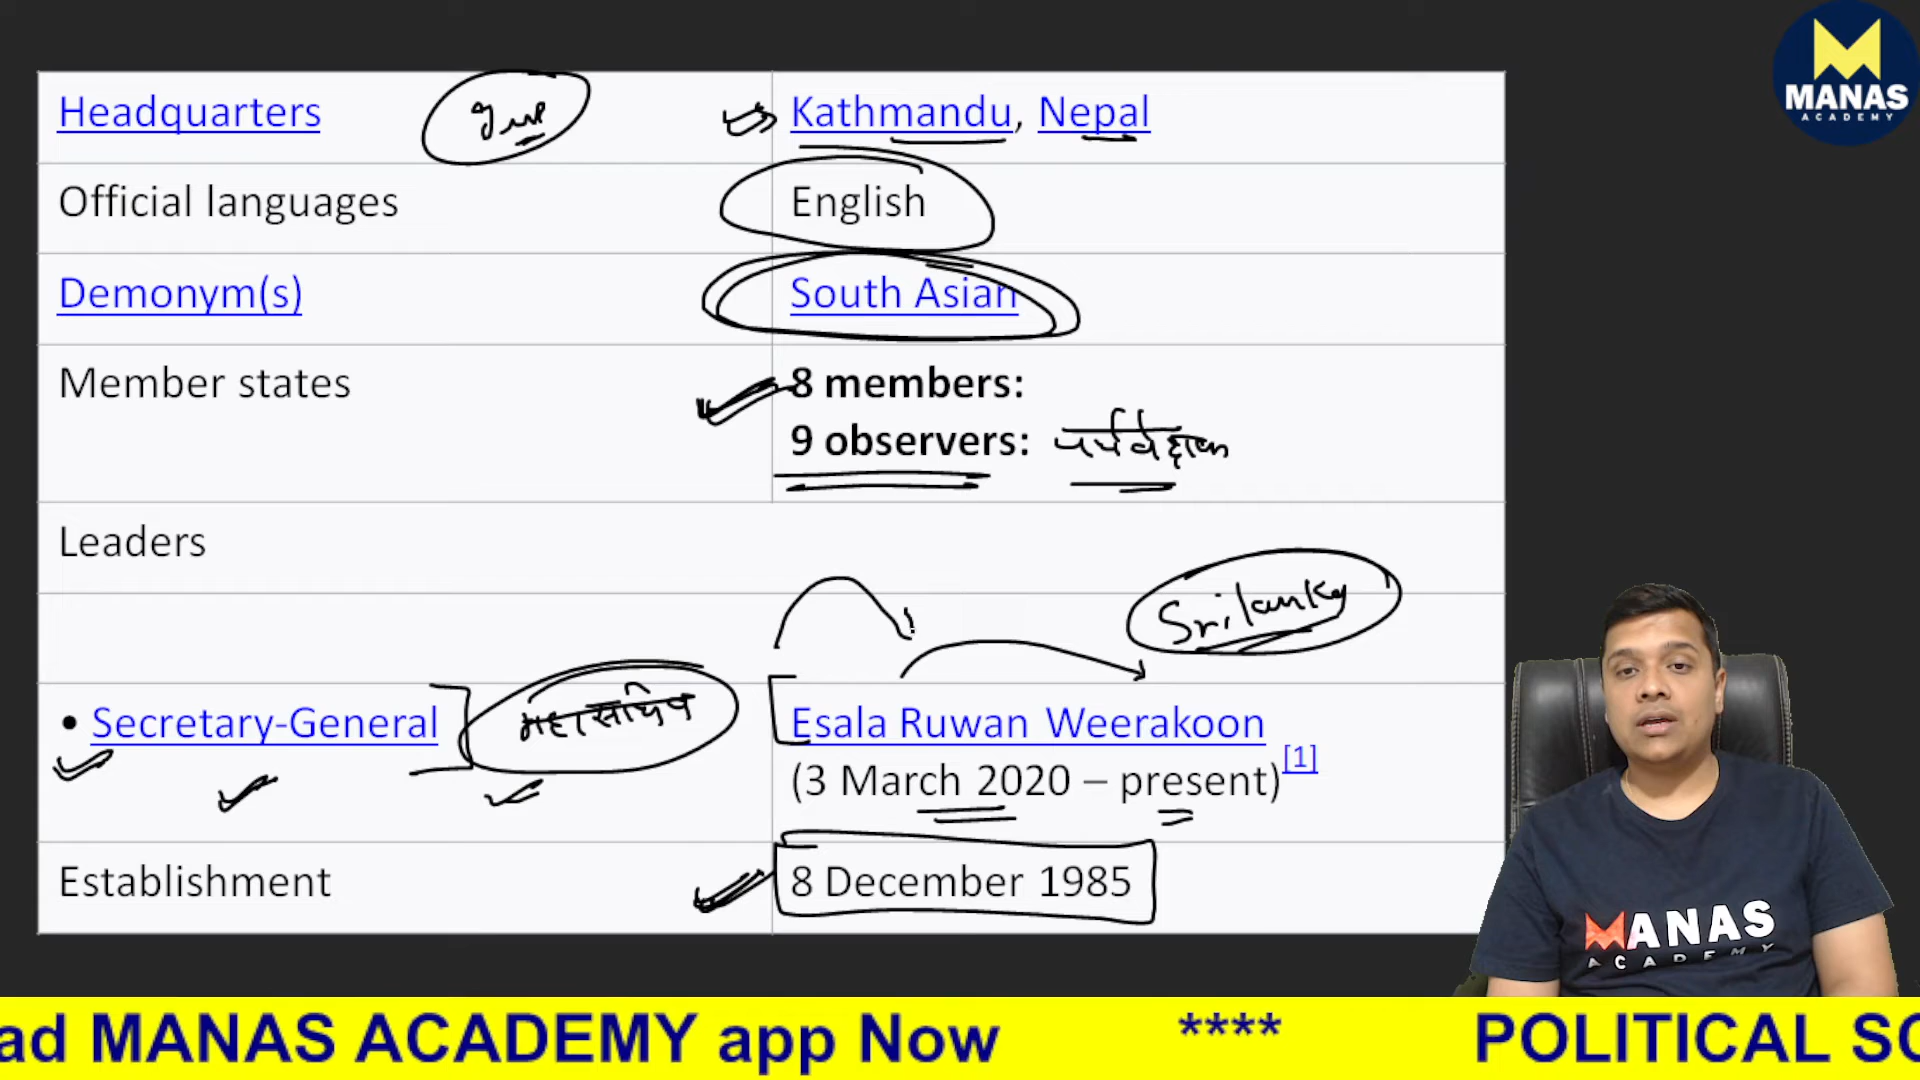 MANAS
ACADEMY
Headquarters मुख्य Kathmandu, Nepal
Official languages English
Demonym(s) South Asian
Member states 8 members:
9 observers: पर्यवेक्षक
Leaders
Srilanka
• Secretary-General महासचिव Esala Ruwan Weerakoon
(3 March 2020 – present)[1]
Establishment 8 December 1985
MANAS
ACADEMY
ad MANAS ACADEMY app Now **** POLITICAL SC